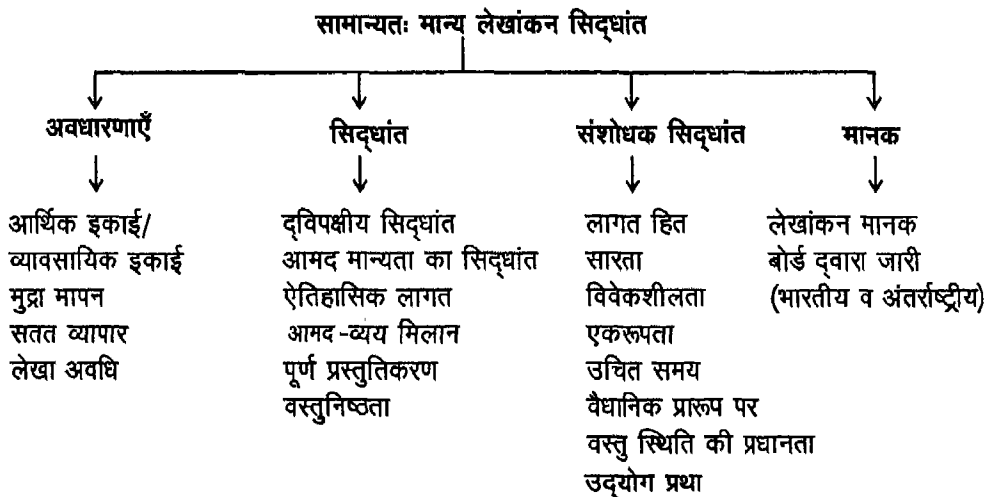 सामान्यतः मान्य लेखांकन सिद्धांत
अवधारणाएँ
सिद्धांत
संशोधक सिद्धांत
मानक
आर्थिक इकाई/
व्यावसायिक इकाई
मुद्रा मापन
सतत व्यापार
लेखा अवधि
द्विपक्षीय सिद्धांत
आमद मान्यता का सिद्धांत
ऐतिहासिक लागत
आमद-व्यय मिलान
पूर्ण प्रस्तुतिकरण
वस्तुनिष्ठता
लागत हित
सारता
विवेकशीलता
एकरूपता
उचित समय
वैधानिक प्रारूप पर
वस्तु स्थिति की प्रधानता
उद्योग प्रथा
लेखांकन मानक
बोर्ड द्वारा जारी
(भारतीय व अंतर्राष्ट्रीय)